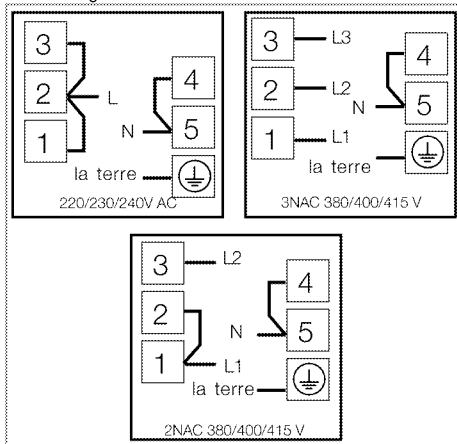 3
2 L
1
4
N 5
la terre
220/230/240V AC
3 L3
2 L2
1 L1
4
N 5
la terre
3NAC 380/400/415 V
3 L2
2
1 L1
4
N 5
la terre
2NAC 380/400/415 V